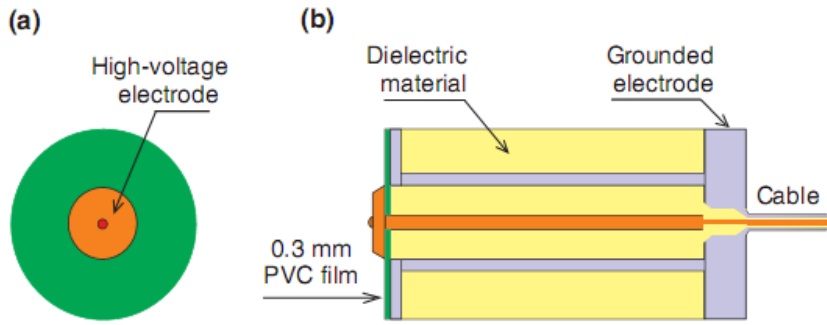 (a)
High-voltage
electrode
(b)
Dielectric
material
Grounded
electrode
Cable
0.3 mm
PVC film